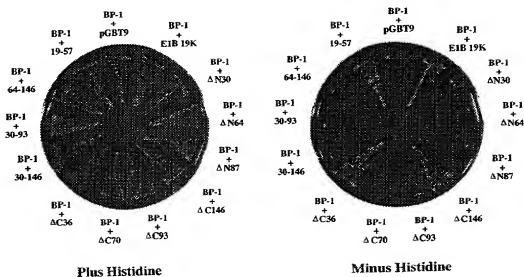 BP-1
+
pGBT9
BP-1
+
E1B 19K
BP-1
+
ΔN30
BP-1
+
ΔN64
BP-1
+
ΔN87
BP-1
+
ΔC146
BP-1
+
ΔC93
BP-1
+
ΔC70
BP-1
+
ΔC36
BP-1
+
30-146
BP-1
+
30-93
BP-1
+
64-146
BP-1
+
19-57
Plus Histidine
BP-1
+
pGBT9
BP-1
+
E1B 19K
BP-1
+
ΔN30
BP-1
+
ΔN64
BP-1
+
ΔN87
BP-1
+
ΔC146
BP-1
+
ΔC93
BP-1
+
ΔC70
BP-1
+
ΔC36
BP-1
+
30-146
BP-1
+
30-93
BP-1
+
64-146
BP-1
+
19-57
Minus Histidine